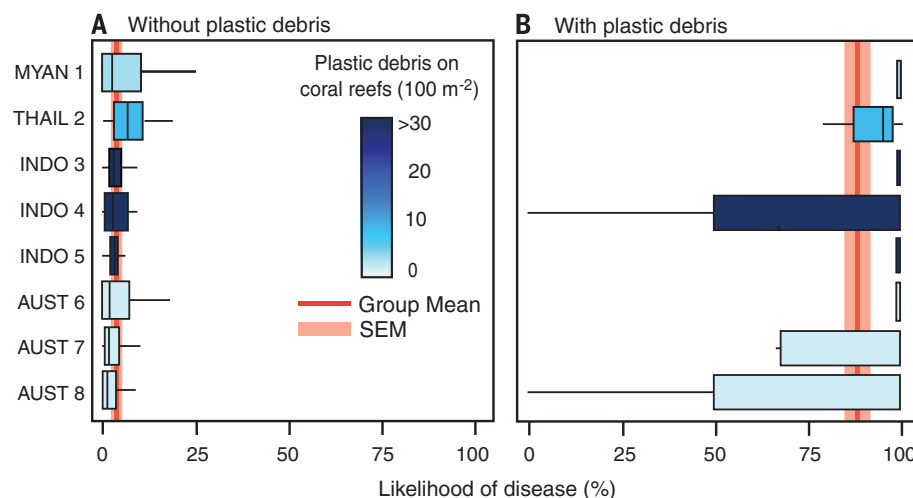 A Without plastic debris
B With plastic debris
MYAN 1
THAIL 2
INDO 3
INDO 4
INDO 5
AUST 6
AUST 7
AUST 8
Plastic debris on
coral reefs (100 m⁻²)
>30
20
10
0
Group Mean
SEM
0 25 50 75 100
0 25 50 75 100
Likelihood of disease (%)